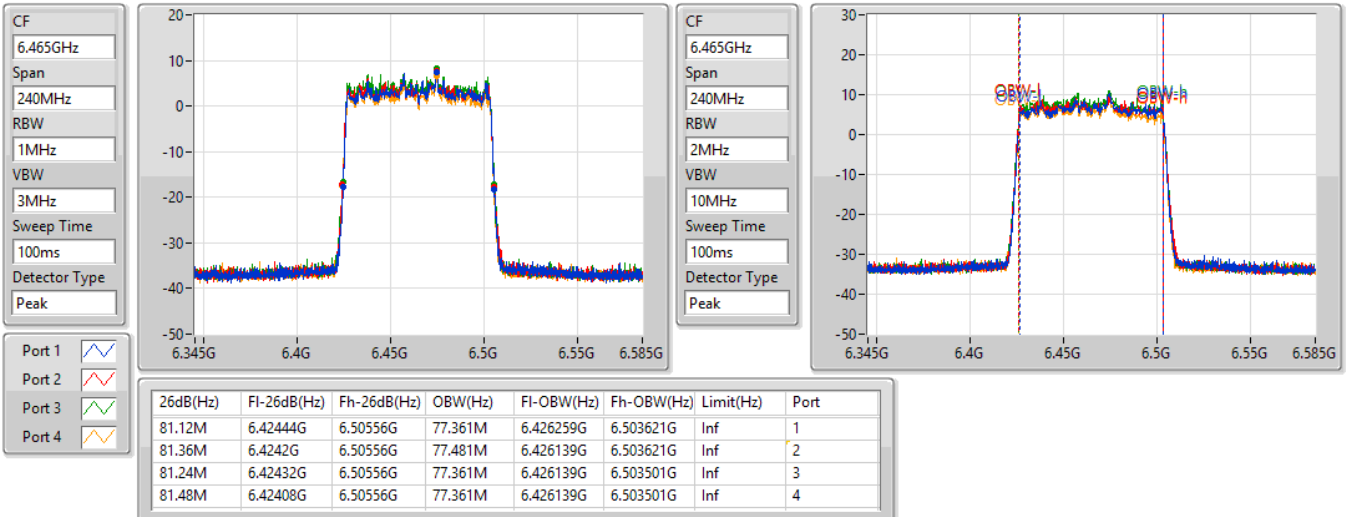 CF
6.465GHz
Span
240MHz
RBW
1MHz
VBW
3MHz
Sweep Time
100ms
Detector Type
Peak
20
10
0
-10
-20
-30
-40
-50
6.345G 6.4G 6.45G 6.5G 6.55G 6.585G
CF
6.465GHz
Span
240MHz
RBW
2MHz
VBW
10MHz
Sweep Time
100ms
Detector Type
Peak
30
20
10
0
-10
-20
-30
-40
-50
OBW-l OBW-h
OBW-l OBW-h
6.345G 6.4G 6.45G 6.5G 6.55G 6.585G
Port 1
Port 2
Port 3
Port 4
26dB(Hz) Fl-26dB(Hz) Fh-26dB(Hz) OBW(Hz) Fl-OBW(Hz) Fh-OBW(Hz) Limit(Hz) Port
81.12M 6.42444G 6.50556G 77.361M 6.426259G 6.503621G Inf 1
81.36M 6.4242G 6.50556G 77.481M 6.426139G 6.503621G Inf 2
81.24M 6.42432G 6.50556G 77.361M 6.426139G 6.503501G Inf 3
81.48M 6.42408G 6.50556G 77.361M 6.426139G 6.503501G Inf 4